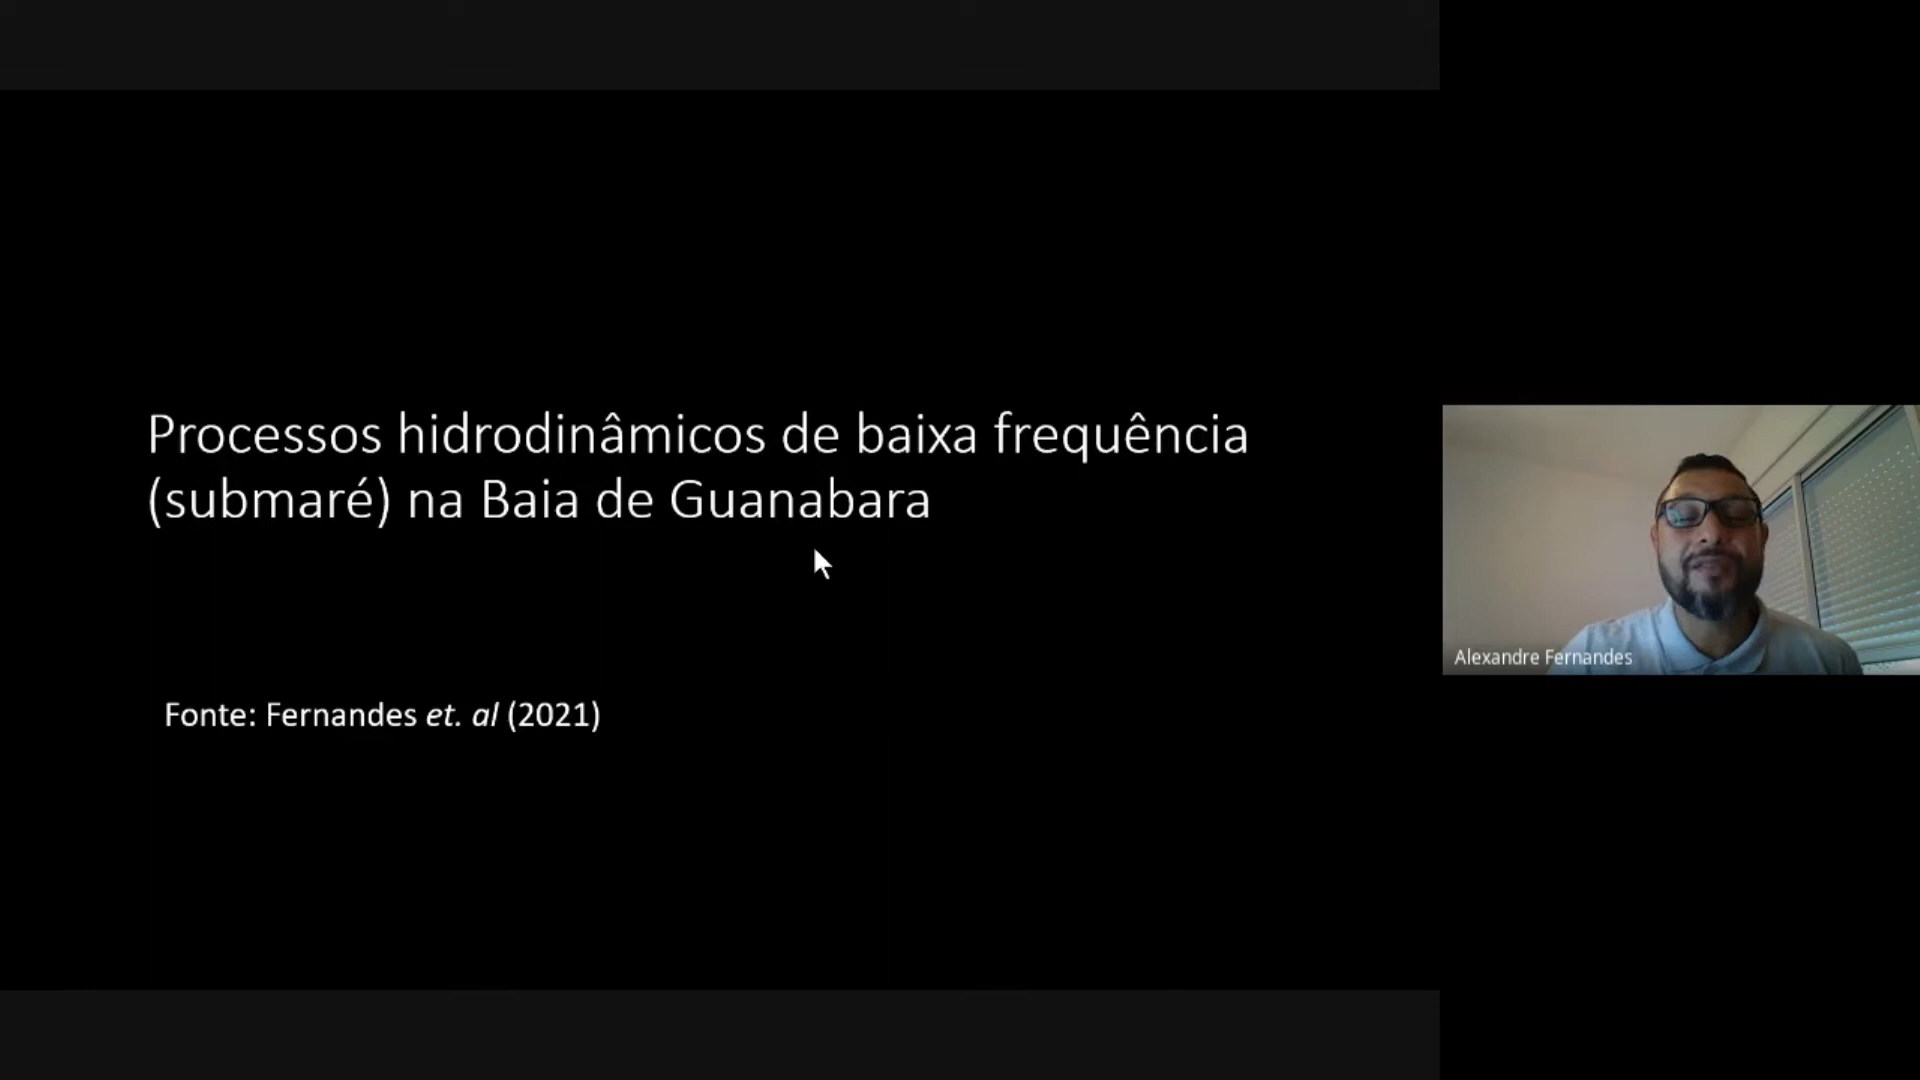 Processos hidrodinâmicos de baixa frequência
(submaré) na Baia de Guanabara
Fonte: Fernandes et. al (2021)
Alexandre Fernandes